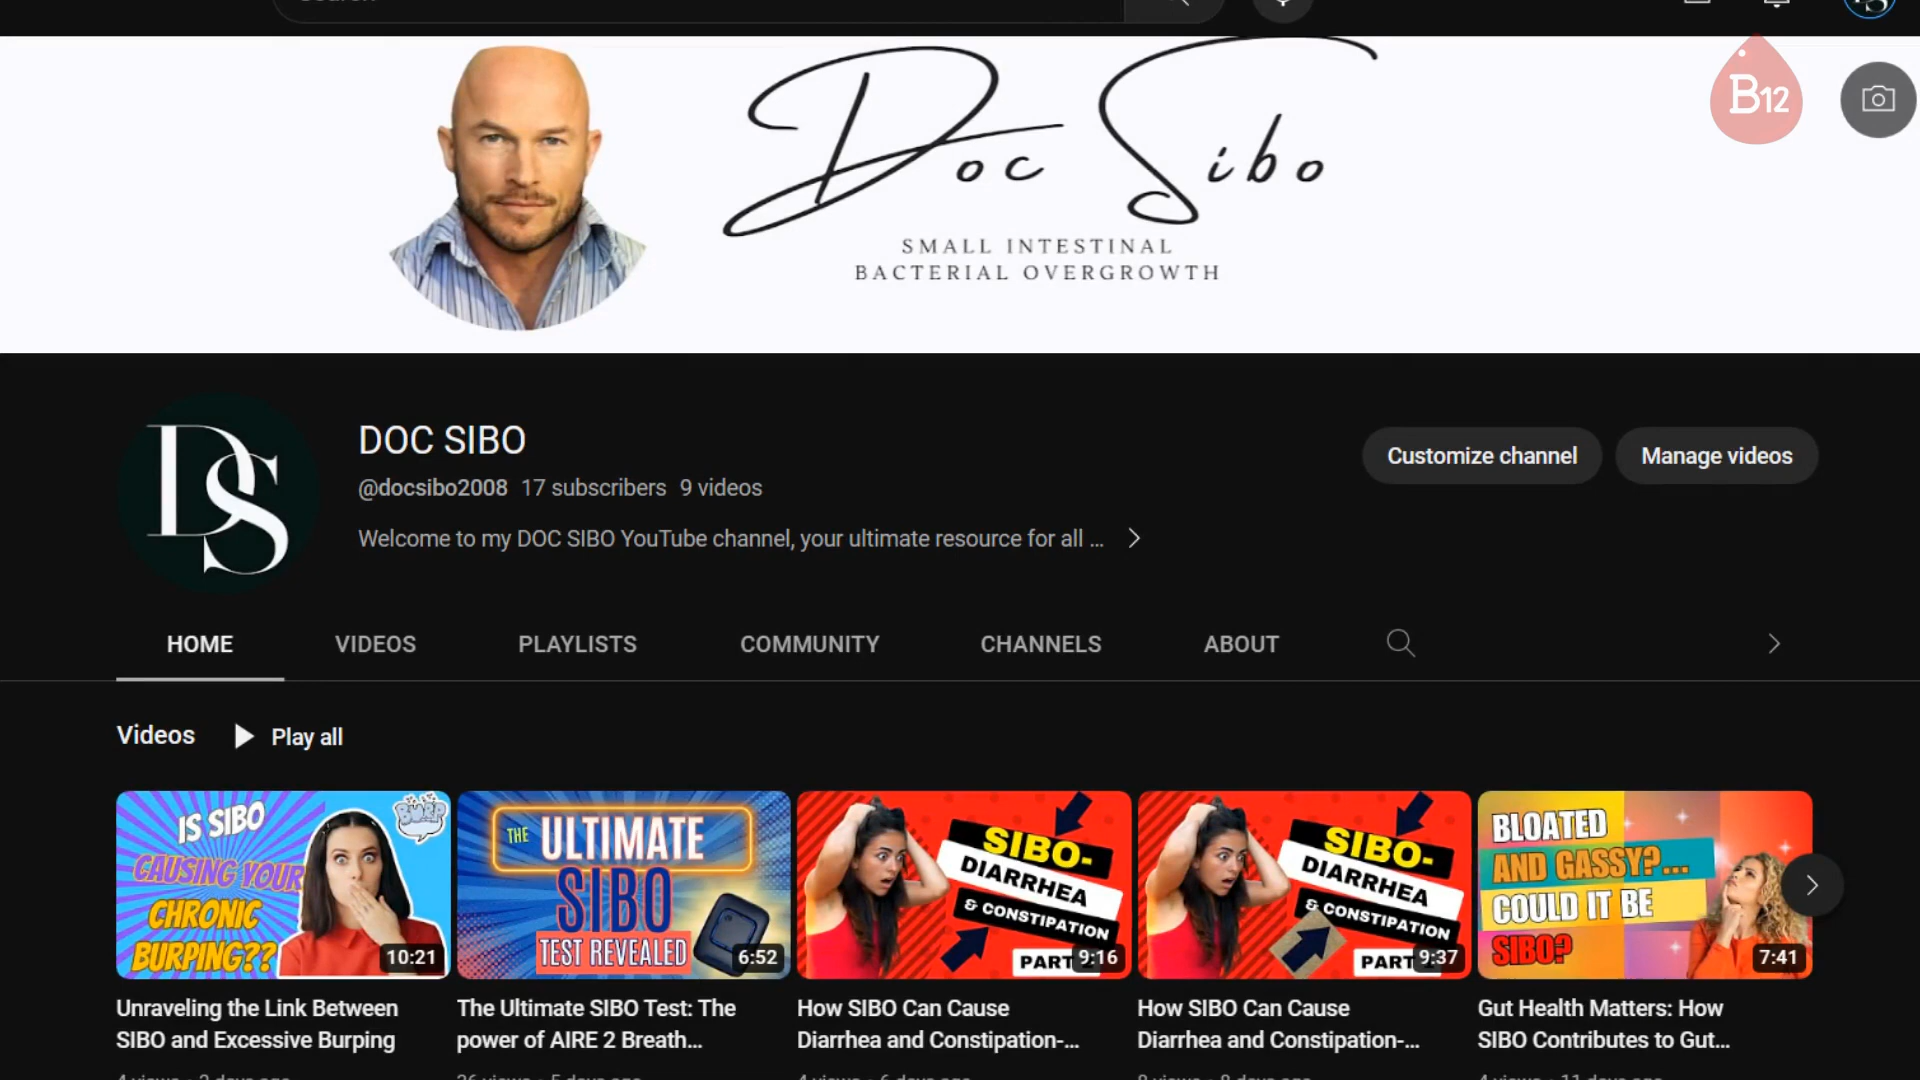 Doc Sibo
B12
SMALL INTESTINAL
BACTERIAL OVERGROWTH
DS
DOC SIBO
@docsibo2008 17 subscribers 9 videos
Customize channel
Manage videos
Welcome to my DOC SIBO YouTube channel, your ultimate resource for all ...
HOME
VIDEOS
PLAYLISTS
COMMUNITY
CHANNELS
ABOUT
Videos
Play all
IS SIBO
CAUSING YOUR
CHRONIC
BURPING??
BURP
10:21
THE ULTIMATE
SIBO
TEST REVEALED
6:52
SIBO-
DIARRHEA
& CONSTIPATION
PART
9:16
SIBO-
DIARRHEA
& CONSTIPATION
PART
9:37
BLOATED
AND GASSY?...
COULD IT BE
SIBO?
7:41
Unraveling the Link Between
SIBO and Excessive Burping
The Ultimate SIBO Test: The
power of AIRE 2 Breath...
How SIBO Can Cause
Diarrhea and Constipation-...
How SIBO Can Cause
Diarrhea and Constipation-...
Gut Health Matters: How
SIBO Contributes to Gut...